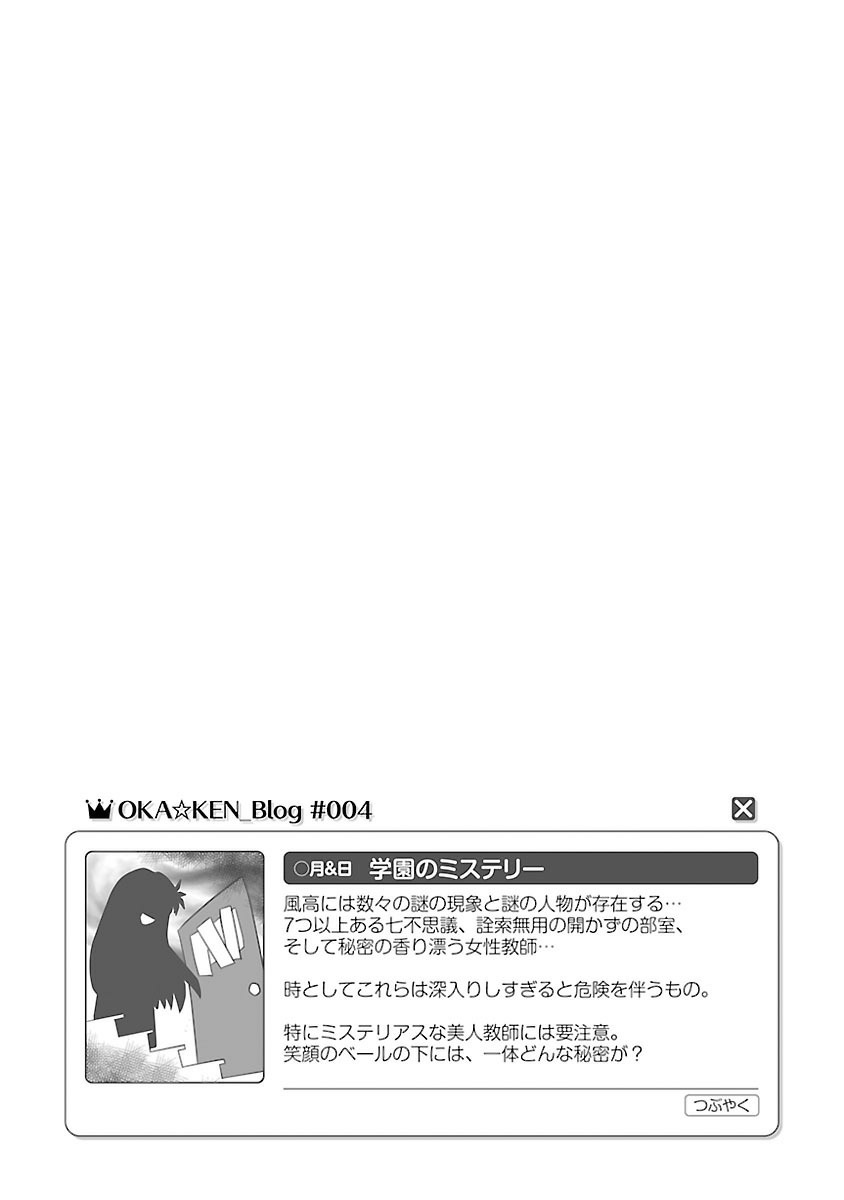 OKA☆KEN_Blog #004
○月&日 学園のミステリー
風高には数々の謎の現象と謎の人物が存在する…
7つ以上ある七不思議、詮索無用の開かずの部室、
そして秘密の香り漂う女性教師…
時としてこれらは深入りしすぎると危険を伴うもの。
特にミステリアスな美人教師には要注意。
笑顔のベールの下には、一体どんな秘密が？
つぶやく